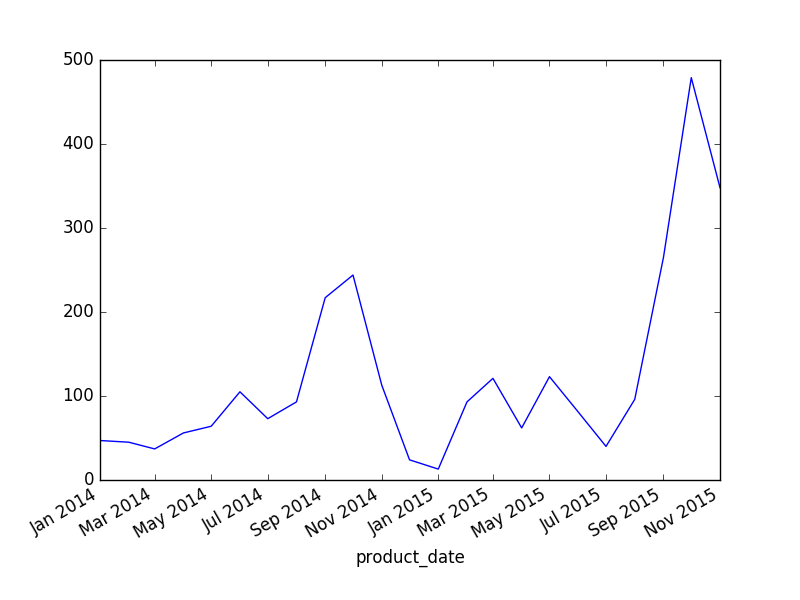 500
400
300
200
100
0
Jan 2014
Mar 2014
May 2014
Jul 2014
Sep 2014
Nov 2014
Jan 2015
Mar 2015
May 2015
Jul 2015
Sep 2015
Nov 2015
product_date